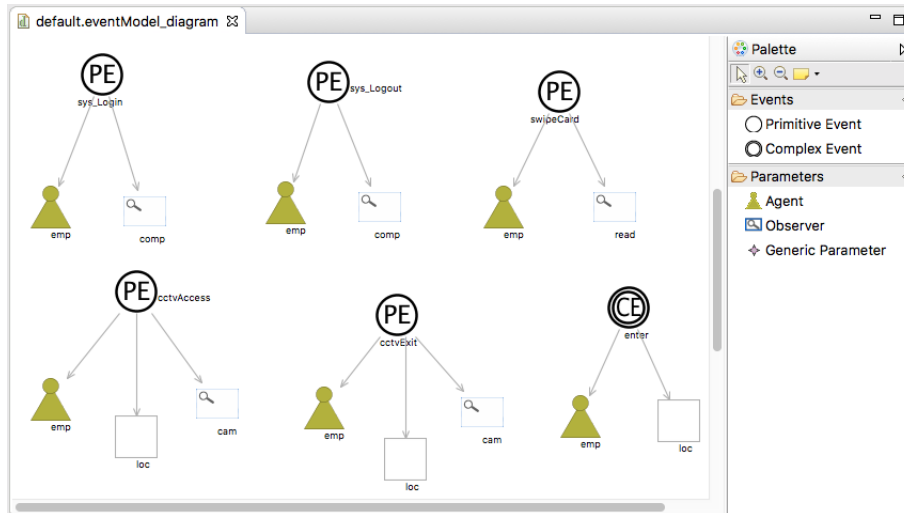 default.eventModel_diagram
PE
sys_Login
emp
comp
PE
sys_Logout
emp
comp
PE
swipeCard
emp
read
PE
cctvAccess
emp
loc
cam
PE
cctvExit
emp
loc
cam
CE
enter
emp
loc
Palette
Events
Primitive Event
Complex Event
Parameters
Agent
Observer
Generic Parameter